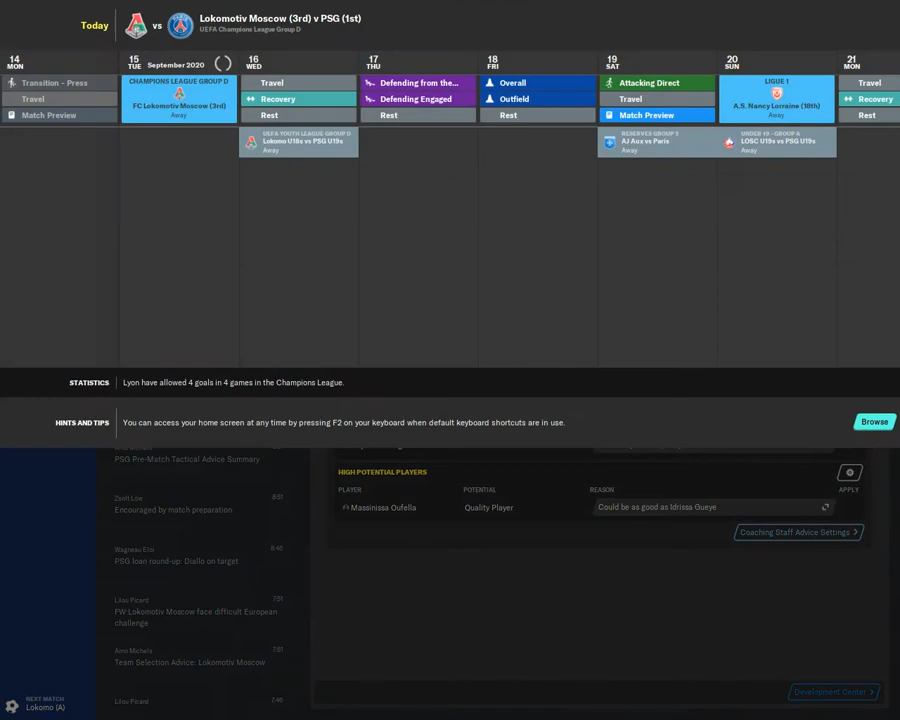 Today
vs
Lokomotiv Moscow (3rd) v PSG (1st)
UEFA Champions League Group D
14
MON
15
TUE
September 2020
16
WED
17
THU
18
FRI
19
SAT
20
SUN
21
MON
Transition - Press
Travel
Match Preview
CHAMPIONS LEAGUE GROUP D
FC Lokomotiv Moscow (3rd)
Away
Travel
Recovery
Rest
Defending from the...
Defending Engaged
Rest
Overall
Outfield
Rest
Attacking Direct
Travel
Match Preview
LIGUE 1
A.S. Nancy Lorraine (18th)
Away
Travel
Recovery
Rest
UEFA YOUTH LEAGUE GROUP D
Lokomo U18s vs PSG U19s
Away
RESERVES GROUP 3
AJ Aux vs Paris
Away
UNDER 19 - GROUP A
LOSC U19s vs PSG U19s
Away
STATISTICS
Lyon have allowed 4 goals in 4 games in the Champions League.
HINTS AND TIPS
You can access your home screen at any time by pressing F2 on your keyboard when default keyboard shortcuts are in use.
Browse
PSG Pre-Match Tactical Advice Summary
Zsolt Low
8:51
Encouraged by match preparation
Wagneau Eloi
8:46
PSG loan round-up: Diallo on target
Lilou Picard
7:51
FW:Lokomotiv Moscow face difficult European
challenge
Arno Michels
7:51
Team Selection Advice: Lokomotiv Moscow
Lilou Picard
7:46
HIGH POTENTIAL PLAYERS
PLAYER
POTENTIAL
REASON
APPLY
Massinissa Oufella
Quality Player
Could be as good as Idrissa Gueye
Coaching Staff Advice Settings >
Development Center >
NEXT MATCH
Lokomo (A)